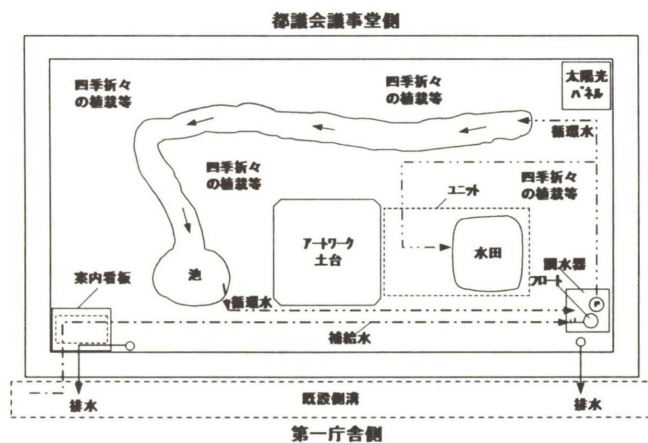 都議会議事堂側
四季折々
の植栽等
四季折々
の植栽等
太陽光
パネル
循環水
四季折々
の植栽等
四季折々
の植栽等
ユニット
アートワーク
土台
水田
池
案内看板
循環水
調水器
フロート
P
補給水
排水
既設側溝
排水
第一庁舎側